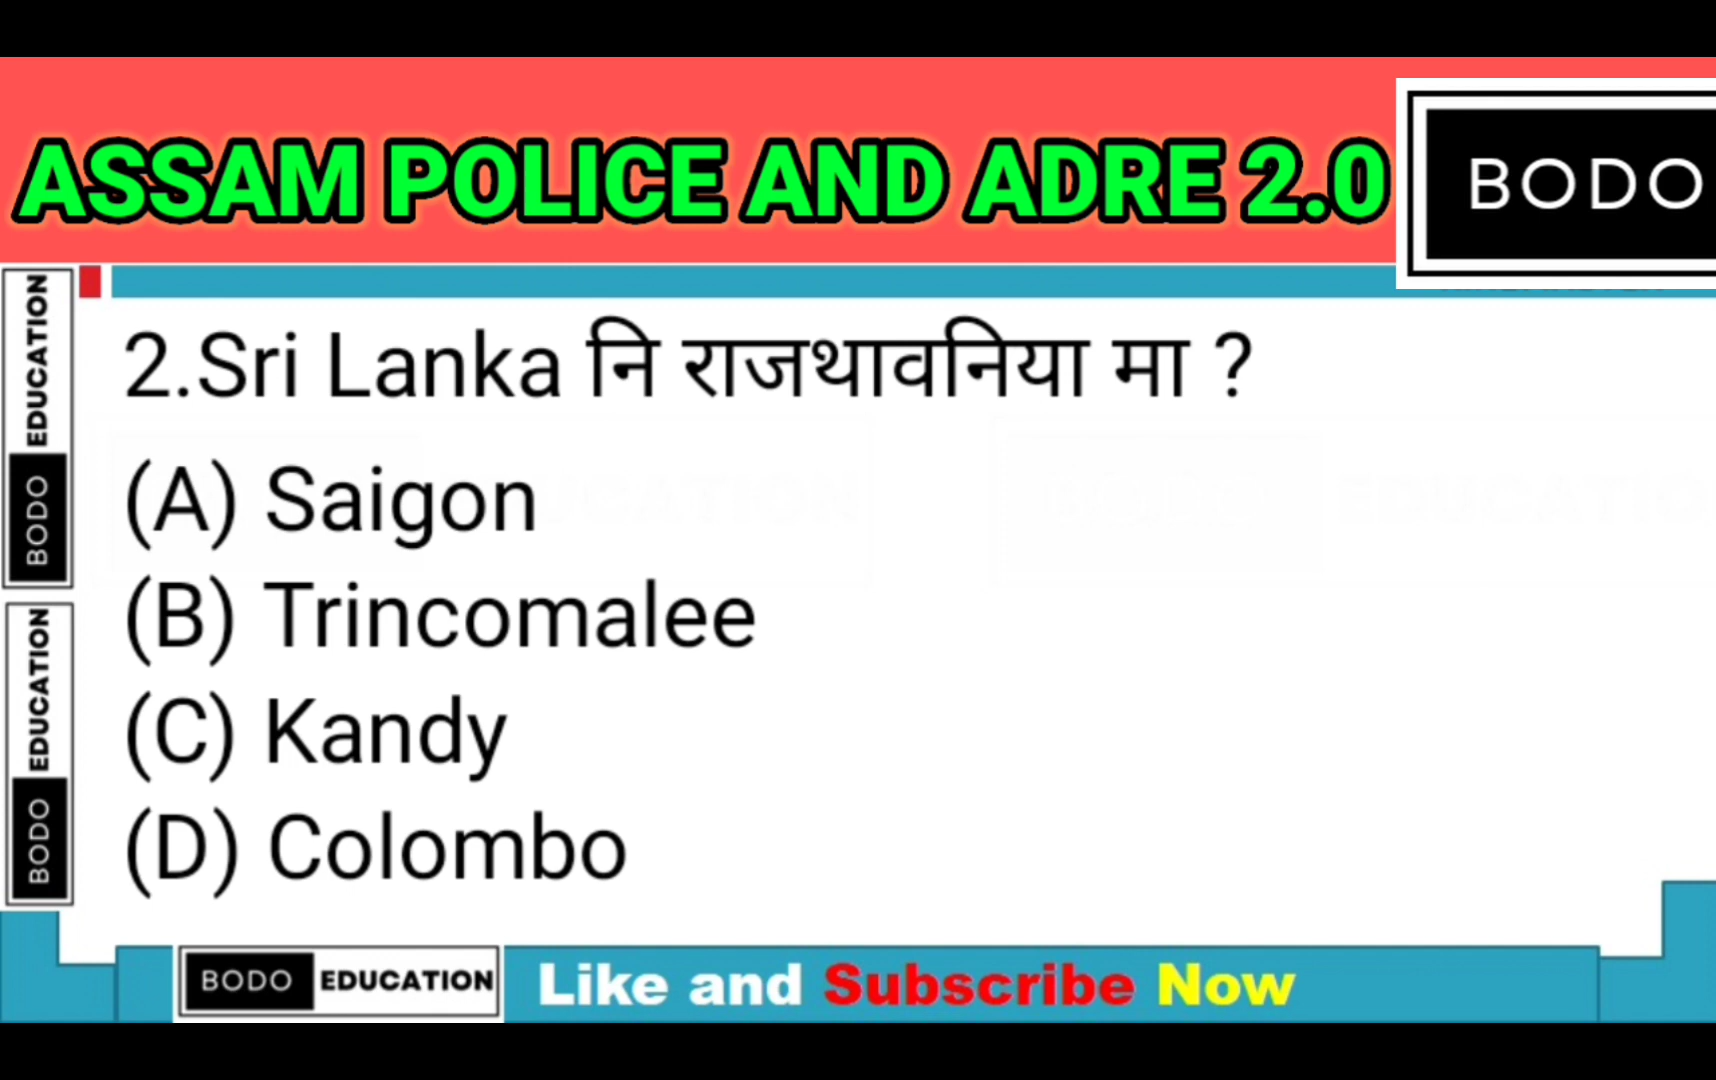 ASSAM POLICE AND ADRE 2.0
BODO
BODO EDUCATION
BODO EDUCATION
2.Sri Lanka नि राजथावनिया मा ?
(A) Saigon
(B) Trincomalee
(C) Kandy
(D) Colombo
BODO EDUCATION
Like and Subscribe Now